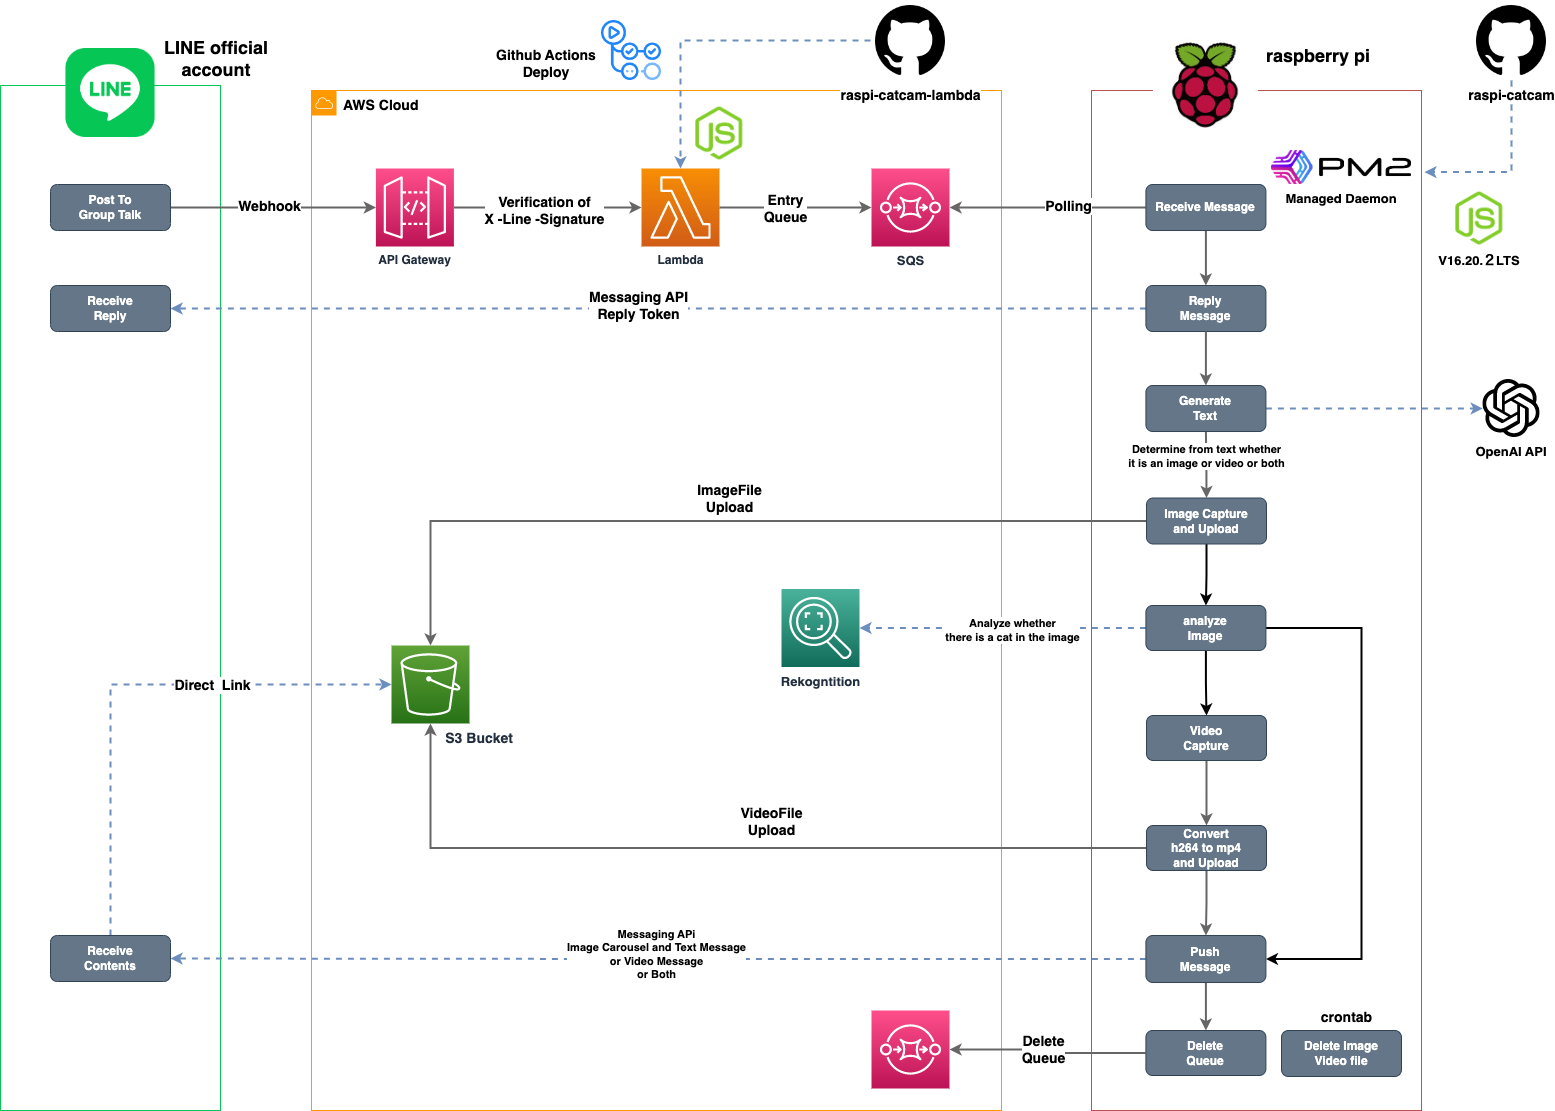 LINE official
account
LINE
Github Actions
Deploy
raspi-catcam-lambda
raspberry pi
raspi-catcam
AWS Cloud
JS
PM2
Managed Daemon
JS
V16.20.2 LTS
Post To
Group Talk
Webhook
API Gateway
Verification of
X -Line -Signature
Lambda
Entry
Queue
SQS
Polling
Receive Message
Receive
Reply
Messaging API
Reply Token
Reply
Message
Generate
Text
OpenAI API
Determine from text whether
it is an image or video or both
ImageFile
Upload
Image Capture
and Upload
Rekogntition
Analyze whether
there is a cat in the image
analyze
Image
Direct Link
S3 Bucket
Video
Capture
VideoFile
Upload
Convert
h264 to mp4
and Upload
Receive
Contents
Messaging APi
Image Carousel and Text Message
or Video Message
or Both
Push
Message
Delete
Queue
Delete
Queue
crontab
Delete Image
Video file